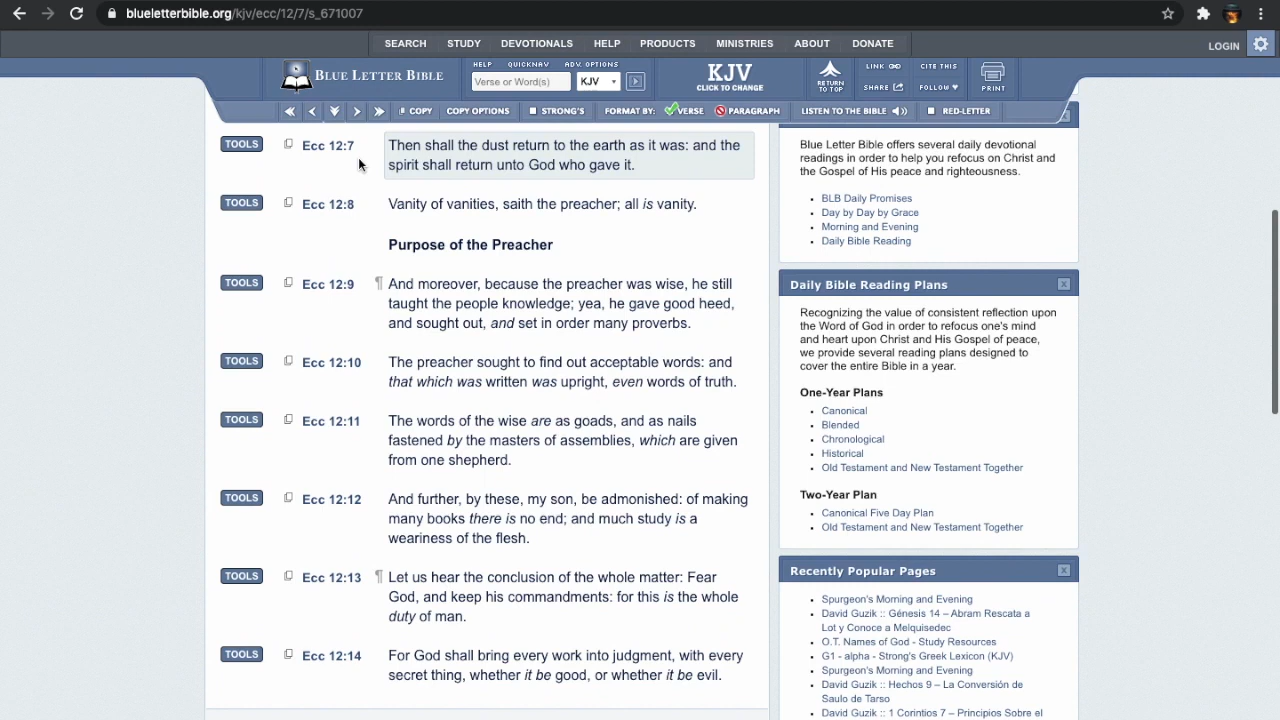 blueletterbible.org/kjv/ecc/12/7/s_671007
SEARCH STUDY DEVOTIONALS HELP PRODUCTS MINISTRIES ABOUT DONATE
LOGIN
BLUE LETTER BIBLE
HELP QUICKNAV ADV. OPTIONS
Verse or Word(s) KJV
KJV
CLICK TO CHANGE
RETURN
TO TOP
LINK CITE THIS
SHARE FOLLOW
PRINT
COPY COPY OPTIONS STRONG'S FORMAT BY: VERSE PARAGRAPH LISTEN TO THE BIBLE RED-LETTER
TOOLS Ecc 12:7 Then shall the dust return to the earth as it was: and the
spirit shall return unto God who gave it.
TOOLS Ecc 12:8 Vanity of vanities, saith the preacher; all is vanity.
Purpose of the Preacher
TOOLS Ecc 12:9 ¶ And moreover, because the preacher was wise, he still
taught the people knowledge; yea, he gave good heed,
and sought out, and set in order many proverbs.
TOOLS Ecc 12:10 The preacher sought to find out acceptable words: and
that which was written was upright, even words of truth.
TOOLS Ecc 12:11 The words of the wise are as goads, and as nails
fastened by the masters of assemblies, which are given
from one shepherd.
TOOLS Ecc 12:12 And further, by these, my son, be admonished: of making
many books there is no end; and much study is a
weariness of the flesh.
TOOLS Ecc 12:13 ¶ Let us hear the conclusion of the whole matter: Fear
God, and keep his commandments: for this is the whole
duty of man.
TOOLS Ecc 12:14 For God shall bring every work into judgment, with every
secret thing, whether it be good, or whether it be evil.
Blue Letter Bible offers several daily devotional
readings in order to help you refocus on Christ and
the Gospel of His peace and righteousness.
BLB Daily Promises
Day by Day by Grace
Morning and Evening
Daily Bible Reading
Daily Bible Reading Plans
Recognizing the value of consistent reflection upon
the Word of God in order to refocus one's mind
and heart upon Christ and His Gospel of peace,
we provide several reading plans designed to
cover the entire Bible in a year.
One-Year Plans
Canonical
Blended
Chronological
Historical
Old Testament and New Testament Together
Two-Year Plan
Canonical Five Day Plan
Old Testament and New Testament Together
Recently Popular Pages
Spurgeon's Morning and Evening
David Guzik :: Génesis 14 – Abram Rescata a
Lot y Conoce a Melquisedec
O.T. Names of God - Study Resources
G1 - alpha - Strong's Greek Lexicon (KJV)
Spurgeon's Morning and Evening
David Guzik :: Hechos 9 – La Conversión de
Saulo de Tarso
David Guzik :: 1 Corintios 7 – Principios Sobre el